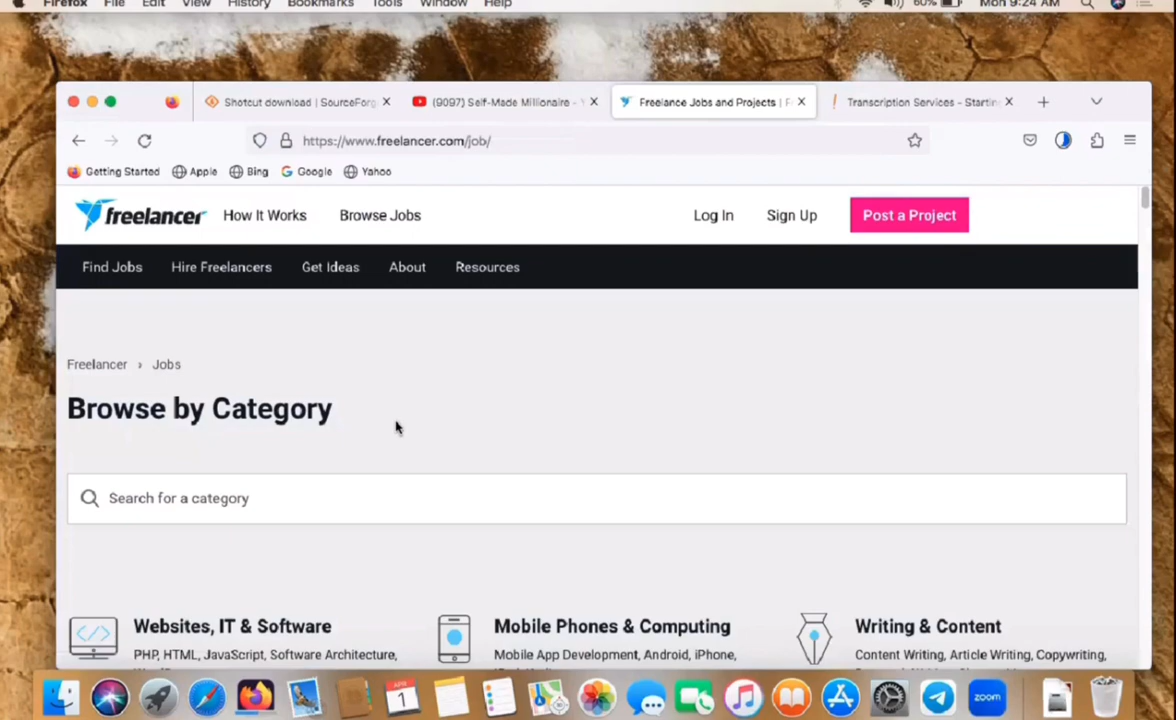 Firefox File Edit View History Bookmarks Tools Window Help 60% Mon 9:24 AM
Shotcut download | SourceForg
(9097) Self-Made Millionaire -
Freelance Jobs and Projects |
Transcription Services - Startin
https://www.freelancer.com/job/
Getting Started Apple Bing Google Yahoo
freelancer How It Works Browse Jobs Log In Sign Up Post a Project
Find Jobs Hire Freelancers Get Ideas About Resources
Freelancer › Jobs
Browse by Category
Search for a category
Websites, IT & Software
PHP, HTML, JavaScript, Software Architecture,
Mobile Phones & Computing
Mobile App Development, Android, iPhone,
Writing & Content
Content Writing, Article Writing, Copywriting,
APR
1
zoom